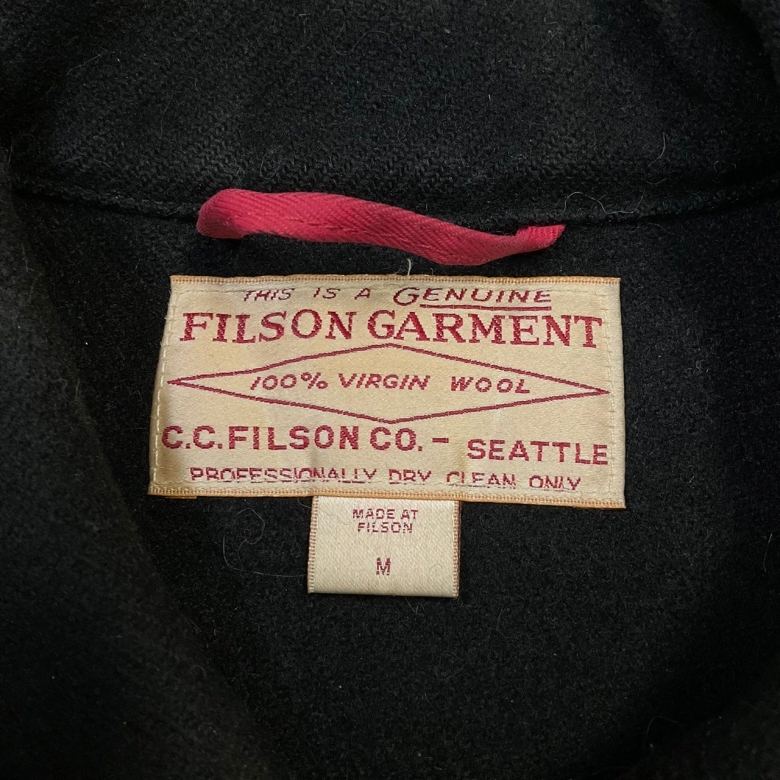 THIS IS A GENUINE
FILSON GARMENT
100% VIRGIN WOOL
C.C.FILSON CO. - SEATTLE
PROFESSIONALLY DRY CLEAN ONLY
MADE AT
FILSON
M